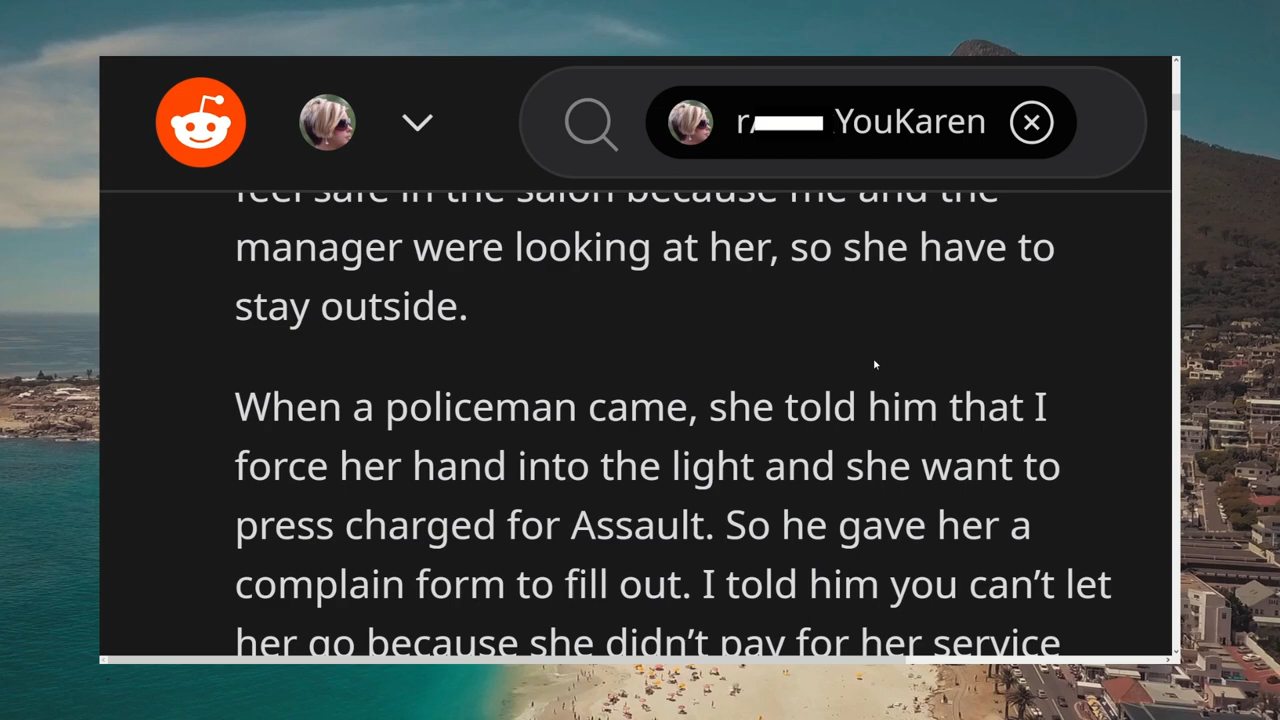 r/ YouKaren
feel safe in the salon because me and the
manager were looking at her, so she have to
stay outside.
When a policeman came, she told him that I
force her hand into the light and she want to
press charged for Assault. So he gave her a
complain form to fill out. I told him you can’t let
her go because she didn’t pay for her service